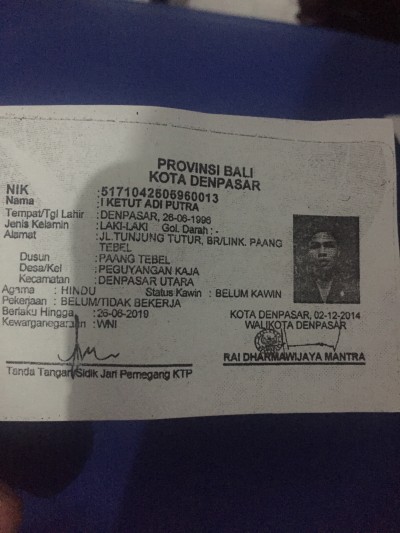 PROVINSI BALI
KOTA DENPASAR
NIK :5171042606960013
Nama :I KETUT ADI PUTRA
Tempat/Tgl Lahir :DENPASAR, 26-06-1996
Jenis Kelamin :LAKI-LAKI Gol. Darah : -
Alamat :JL.TUNJUNG TUTUR, BR/LINK. PAANG
TEBEL
Dusun :PAANG TEBEL
Desa/Kel :PEGUYANGAN KAJA
Kecamatan :DENPASAR UTARA
Agama : HINDU Status Kawin : BELUM KAWIN
Pekerjaan : BELUM/TIDAK BEKERJA
Berlaku Hingga :26-06-2019
Kewarganegaraan :WNI
KOTA DENPASAR, 02-12-2014
WALIKOTA DENPASAR
RAI DHARMAWIJAYA MANTRA
Tanda Tangan/Sidik Jari Pemegang KTP